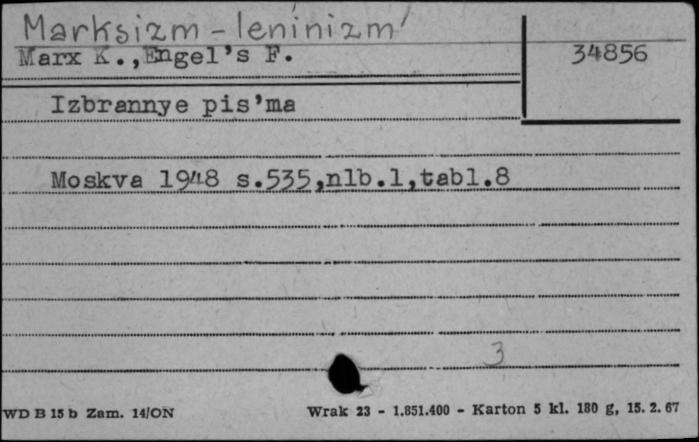 Marksizm-leninizm
Marx K.,Engel's F.
34856
Izbrannye pis'ma
Moskva 1948 s.535,nlb.1,tabl.8
3
WD B 15 b Zam. 14/ON
Wrak 23 - 1.851.400 - Karton 5 kl. 180 g, 15. 2. 67